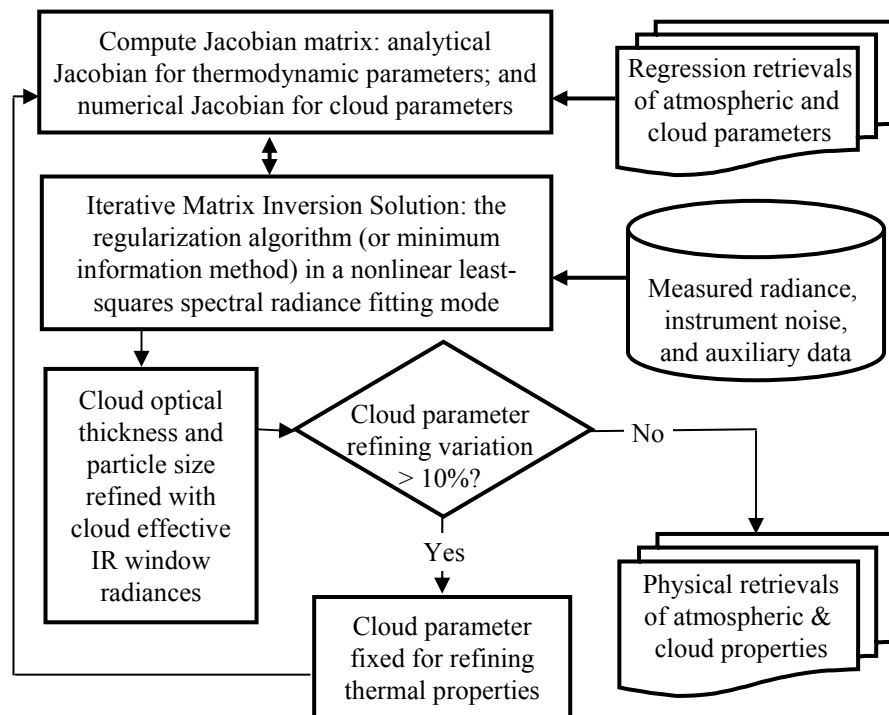 Compute Jacobian matrix: analytical
Jacobian for thermodynamic parameters; and
numerical Jacobian for cloud parameters
Regression retrievals
of atmospheric and
cloud parameters
Iterative Matrix Inversion Solution: the
regularization algorithm (or minimum
information method) in a nonlinear least-
squares spectral radiance fitting mode
Measured radiance,
instrument noise,
and auxiliary data
Cloud optical
thickness and
particle size
refined with
cloud effective
IR window
radiances
Cloud parameter
refining variation
> 10%?
No
Yes
Cloud parameter
fixed for refining
thermal properties
Physical retrievals
of atmospheric &
cloud properties